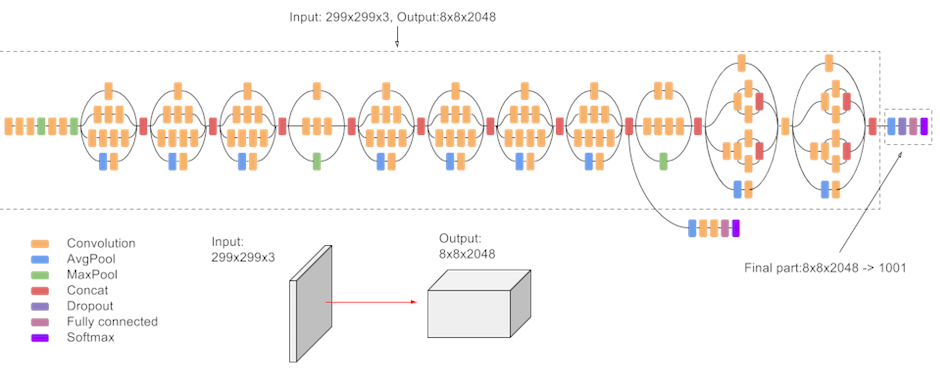 Input: 299x299x3, Output:8x8x2048
Convolution
AvgPool
MaxPool
Concat
Dropout
Fully connected
Softmax
Input:
299x299x3
Output:
8x8x2048
Final part:8x8x2048 -> 1001